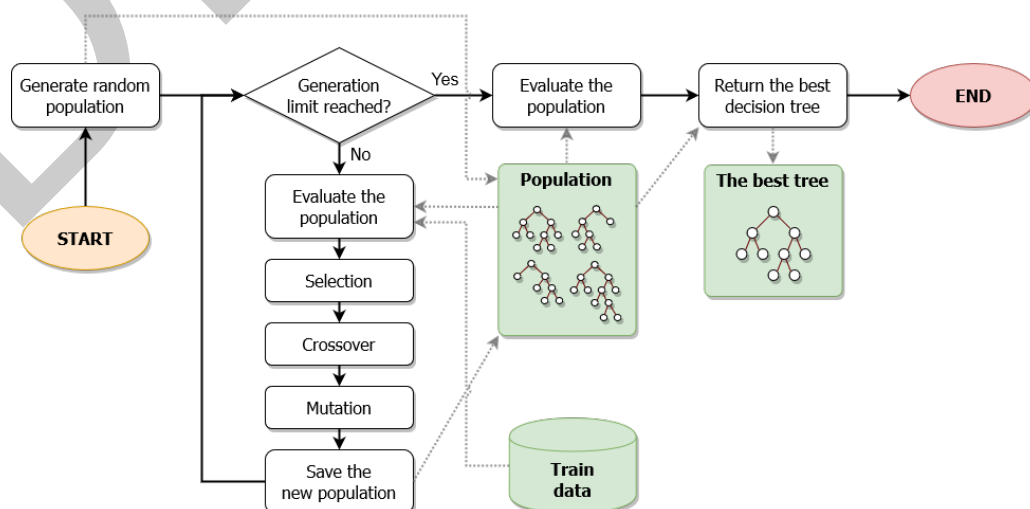 Generate random
population
Generation
limit reached?
Yes
Evaluate the
population
Return the best
decision tree
END
No
Evaluate the
population
Population
The best tree
START
Selection
Crossover
Mutation
Save the
new population
Train
data